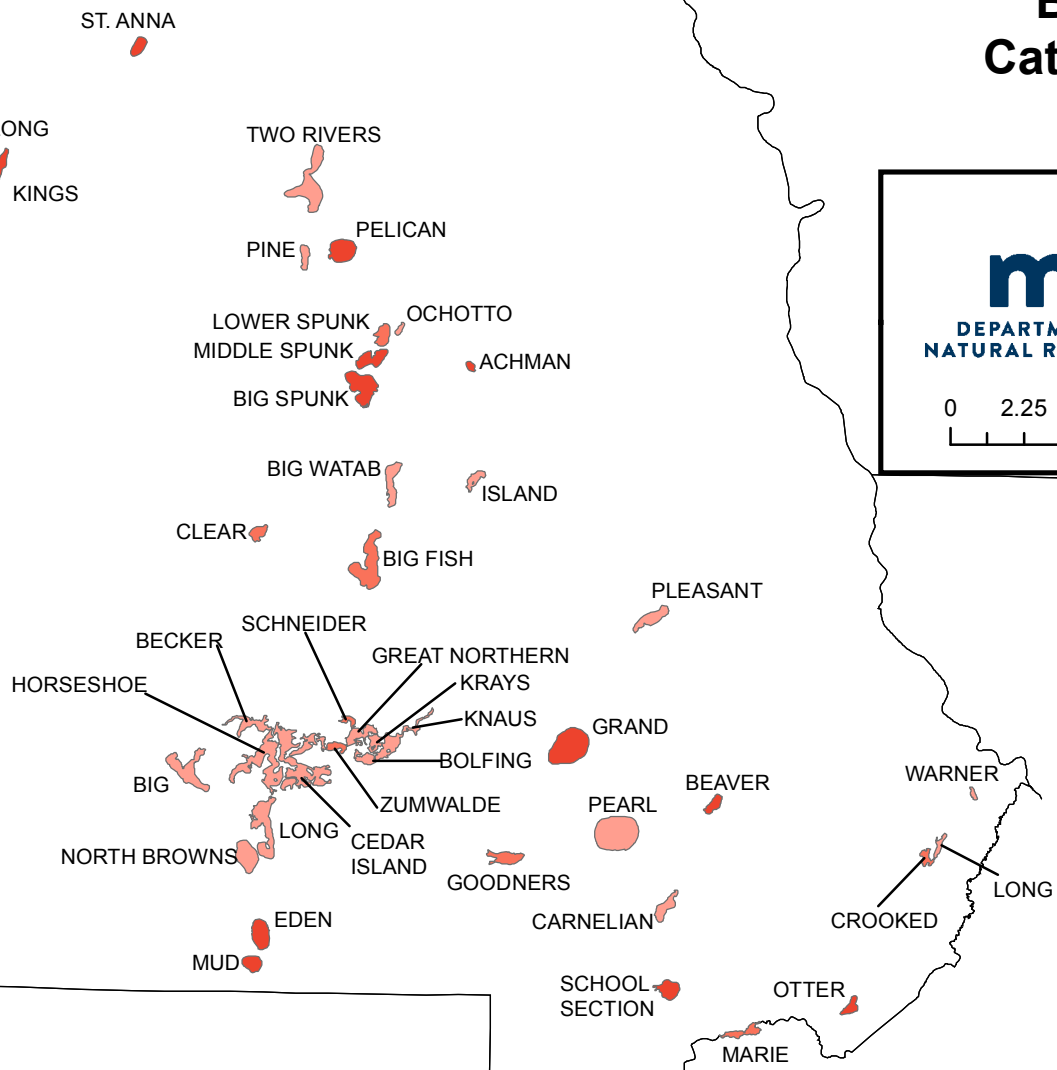 ST. ANNA
Cat
TWO RIVERS
KINGS
PELICAN
PINE
OCHOTTO
LOWER SPUNK
MIDDLE SPUNK
ACHMAN
BIG SPUNK
DEPARTM
NATURAL R
0 2.25
BIG WATAB
ISLAND
CLEAR
BIG FISH
PLEASANT
SCHNEIDER
BECKER
GREAT NORTHERN
HORSESHOE
KRAYS
KNAUS
GRAND
BOLFING
BIG
WARNER
BEAVER
ZUMWALDE
PEARL
LONG
CEDAR
ISLAND
NORTH BROWNS
GOODNERS
LONG
CARNELIAN
CROOKED
EDEN
MUD
SCHOOL
SECTION
OTTER
MARIE